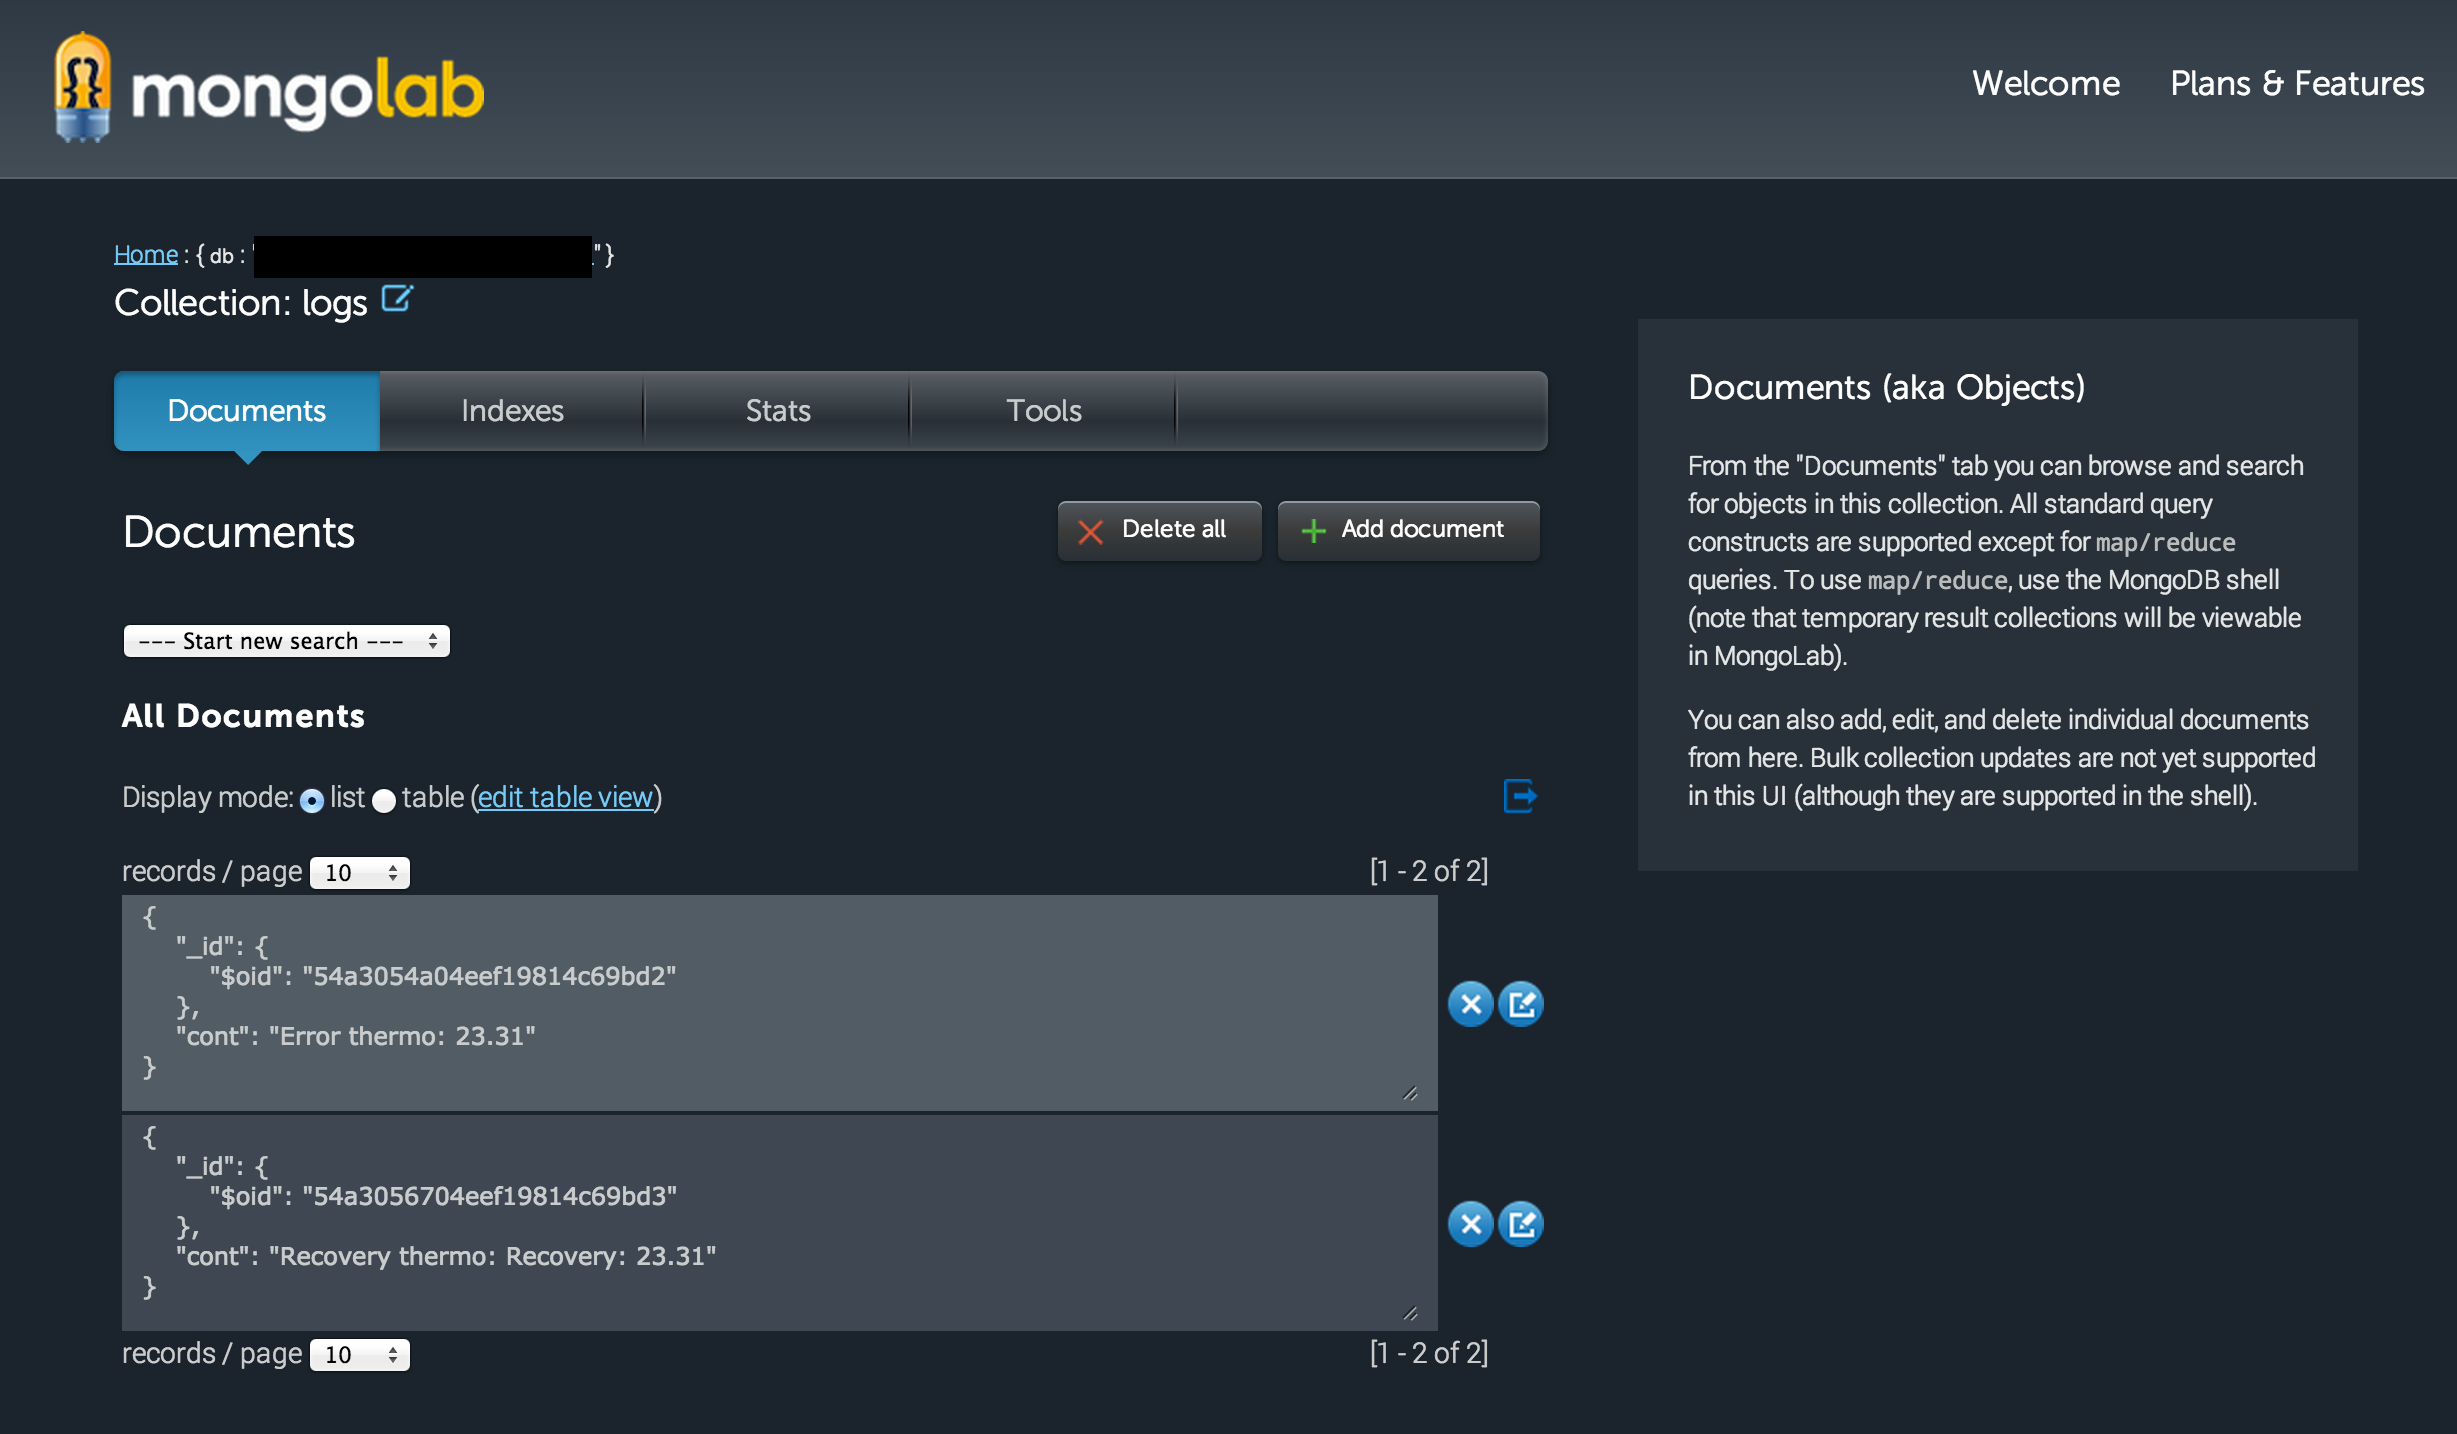 mongolab
Welcome Plans & Features
Home : { db : " "}
Collection: logs
Documents Indexes Stats Tools
Documents
Delete all Add document
--- Start new search ---
All Documents
Display mode: list table (edit table view)
records / page 10 [1 - 2 of 2]
{
"_id": {
"$oid": "54a3054a04eef19814c69bd2"
},
"cont": "Error thermo: 23.31"
}
{
"_id": {
"$oid": "54a3056704eef19814c69bd3"
},
"cont": "Recovery thermo: Recovery: 23.31"
}
records / page 10 [1 - 2 of 2]
Documents (aka Objects)
From the "Documents" tab you can browse and search
for objects in this collection. All standard query
constructs are supported except for map/reduce
queries. To use map/reduce, use the MongoDB shell
(note that temporary result collections will be viewable
in MongoLab).
You can also add, edit, and delete individual documents
from here. Bulk collection updates are not yet supported
in this UI (although they are supported in the shell).